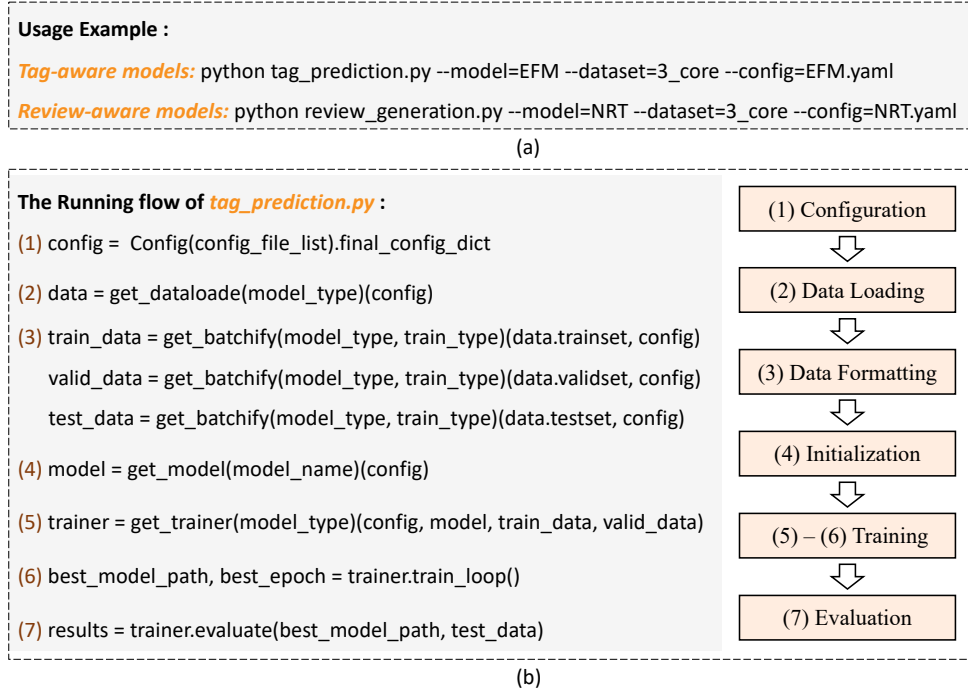 Usage Example :
Tag-aware models: python tag_prediction.py --model=EFM --dataset=3_core --config=EFM.yaml
Review-aware models: python review_generation.py --model=NRT --dataset=3_core --config=NRT.yaml
(a)
The Running flow of tag_prediction.py :
(1) config = Config(config_file_list).final_config_dict
(2) data = get_dataloade(model_type)(config)
(3) train_data = get_batchify(model_type, train_type)(data.trainset, config)
valid_data = get_batchify(model_type, train_type)(data.validset, config)
test_data = get_batchify(model_type, train_type)(data.testset, config)
(4) model = get_model(model_name)(config)
(5) trainer = get_trainer(model_type)(config, model, train_data, valid_data)
(6) best_model_path, best_epoch = trainer.train_loop()
(7) results = trainer.evaluate(best_model_path, test_data)
(1) Configuration
(2) Data Loading
(3) Data Formatting
(4) Initialization
(5) – (6) Training
(7) Evaluation
(b)